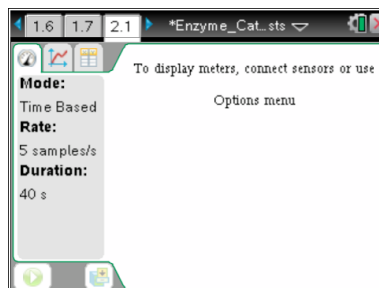 1.6 1.7 2.1 *Enzyme_Cat...sts
To display meters, connect sensors or use
Options menu
Mode:
Time Based
Rate:
5 samples/s
Duration:
40 s